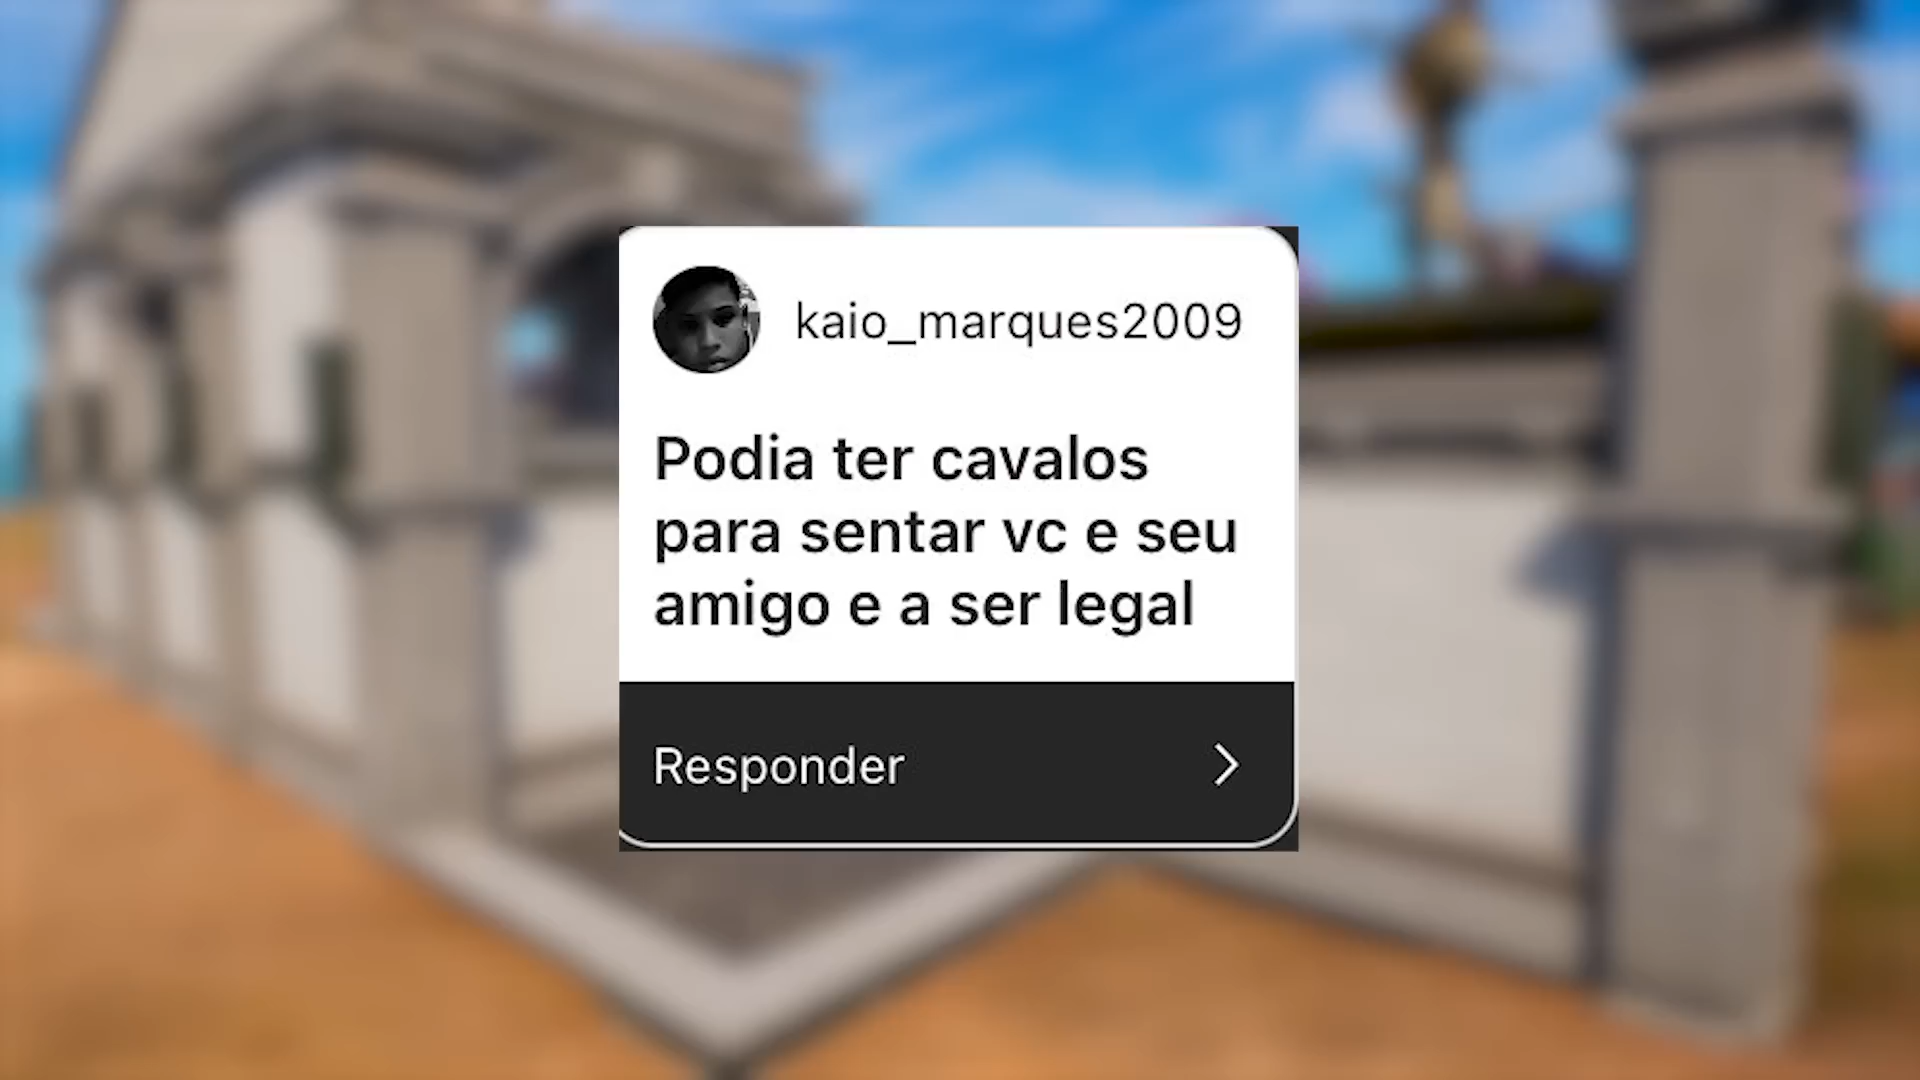 kaio_marques2009
Podia ter cavalos
para sentar vc e seu
amigo e a ser legal
Responder